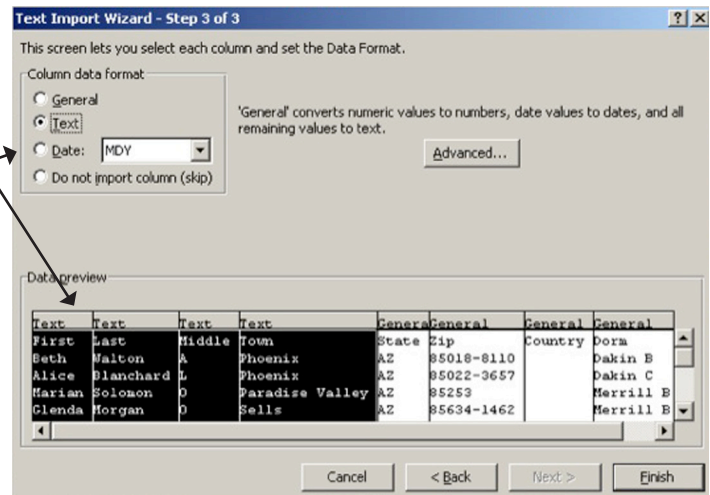 Text Import Wizard - Step 3 of 3
This screen lets you select each column and set the Data Format.
Column data format
General
Text
Date: MDY
Do not import column (skip)
'General' converts numeric values to numbers, date values to dates, and all
remaining values to text.
Advanced...
Data preview
Text Text Text Text General General General General
First Last Middle Town State Zip Country Dorm
Beth Walton A Phoenix AZ 85018-8110 Dakin B
Alice Blanchard L Phoenix AZ 85022-3657 Dakin C
Marian Solomon O Paradise Valley AZ 85253 Merrill B
Glenda Morgan O Sells AZ 85634-1462 Merrill B
Cancel < Back Next > Finish